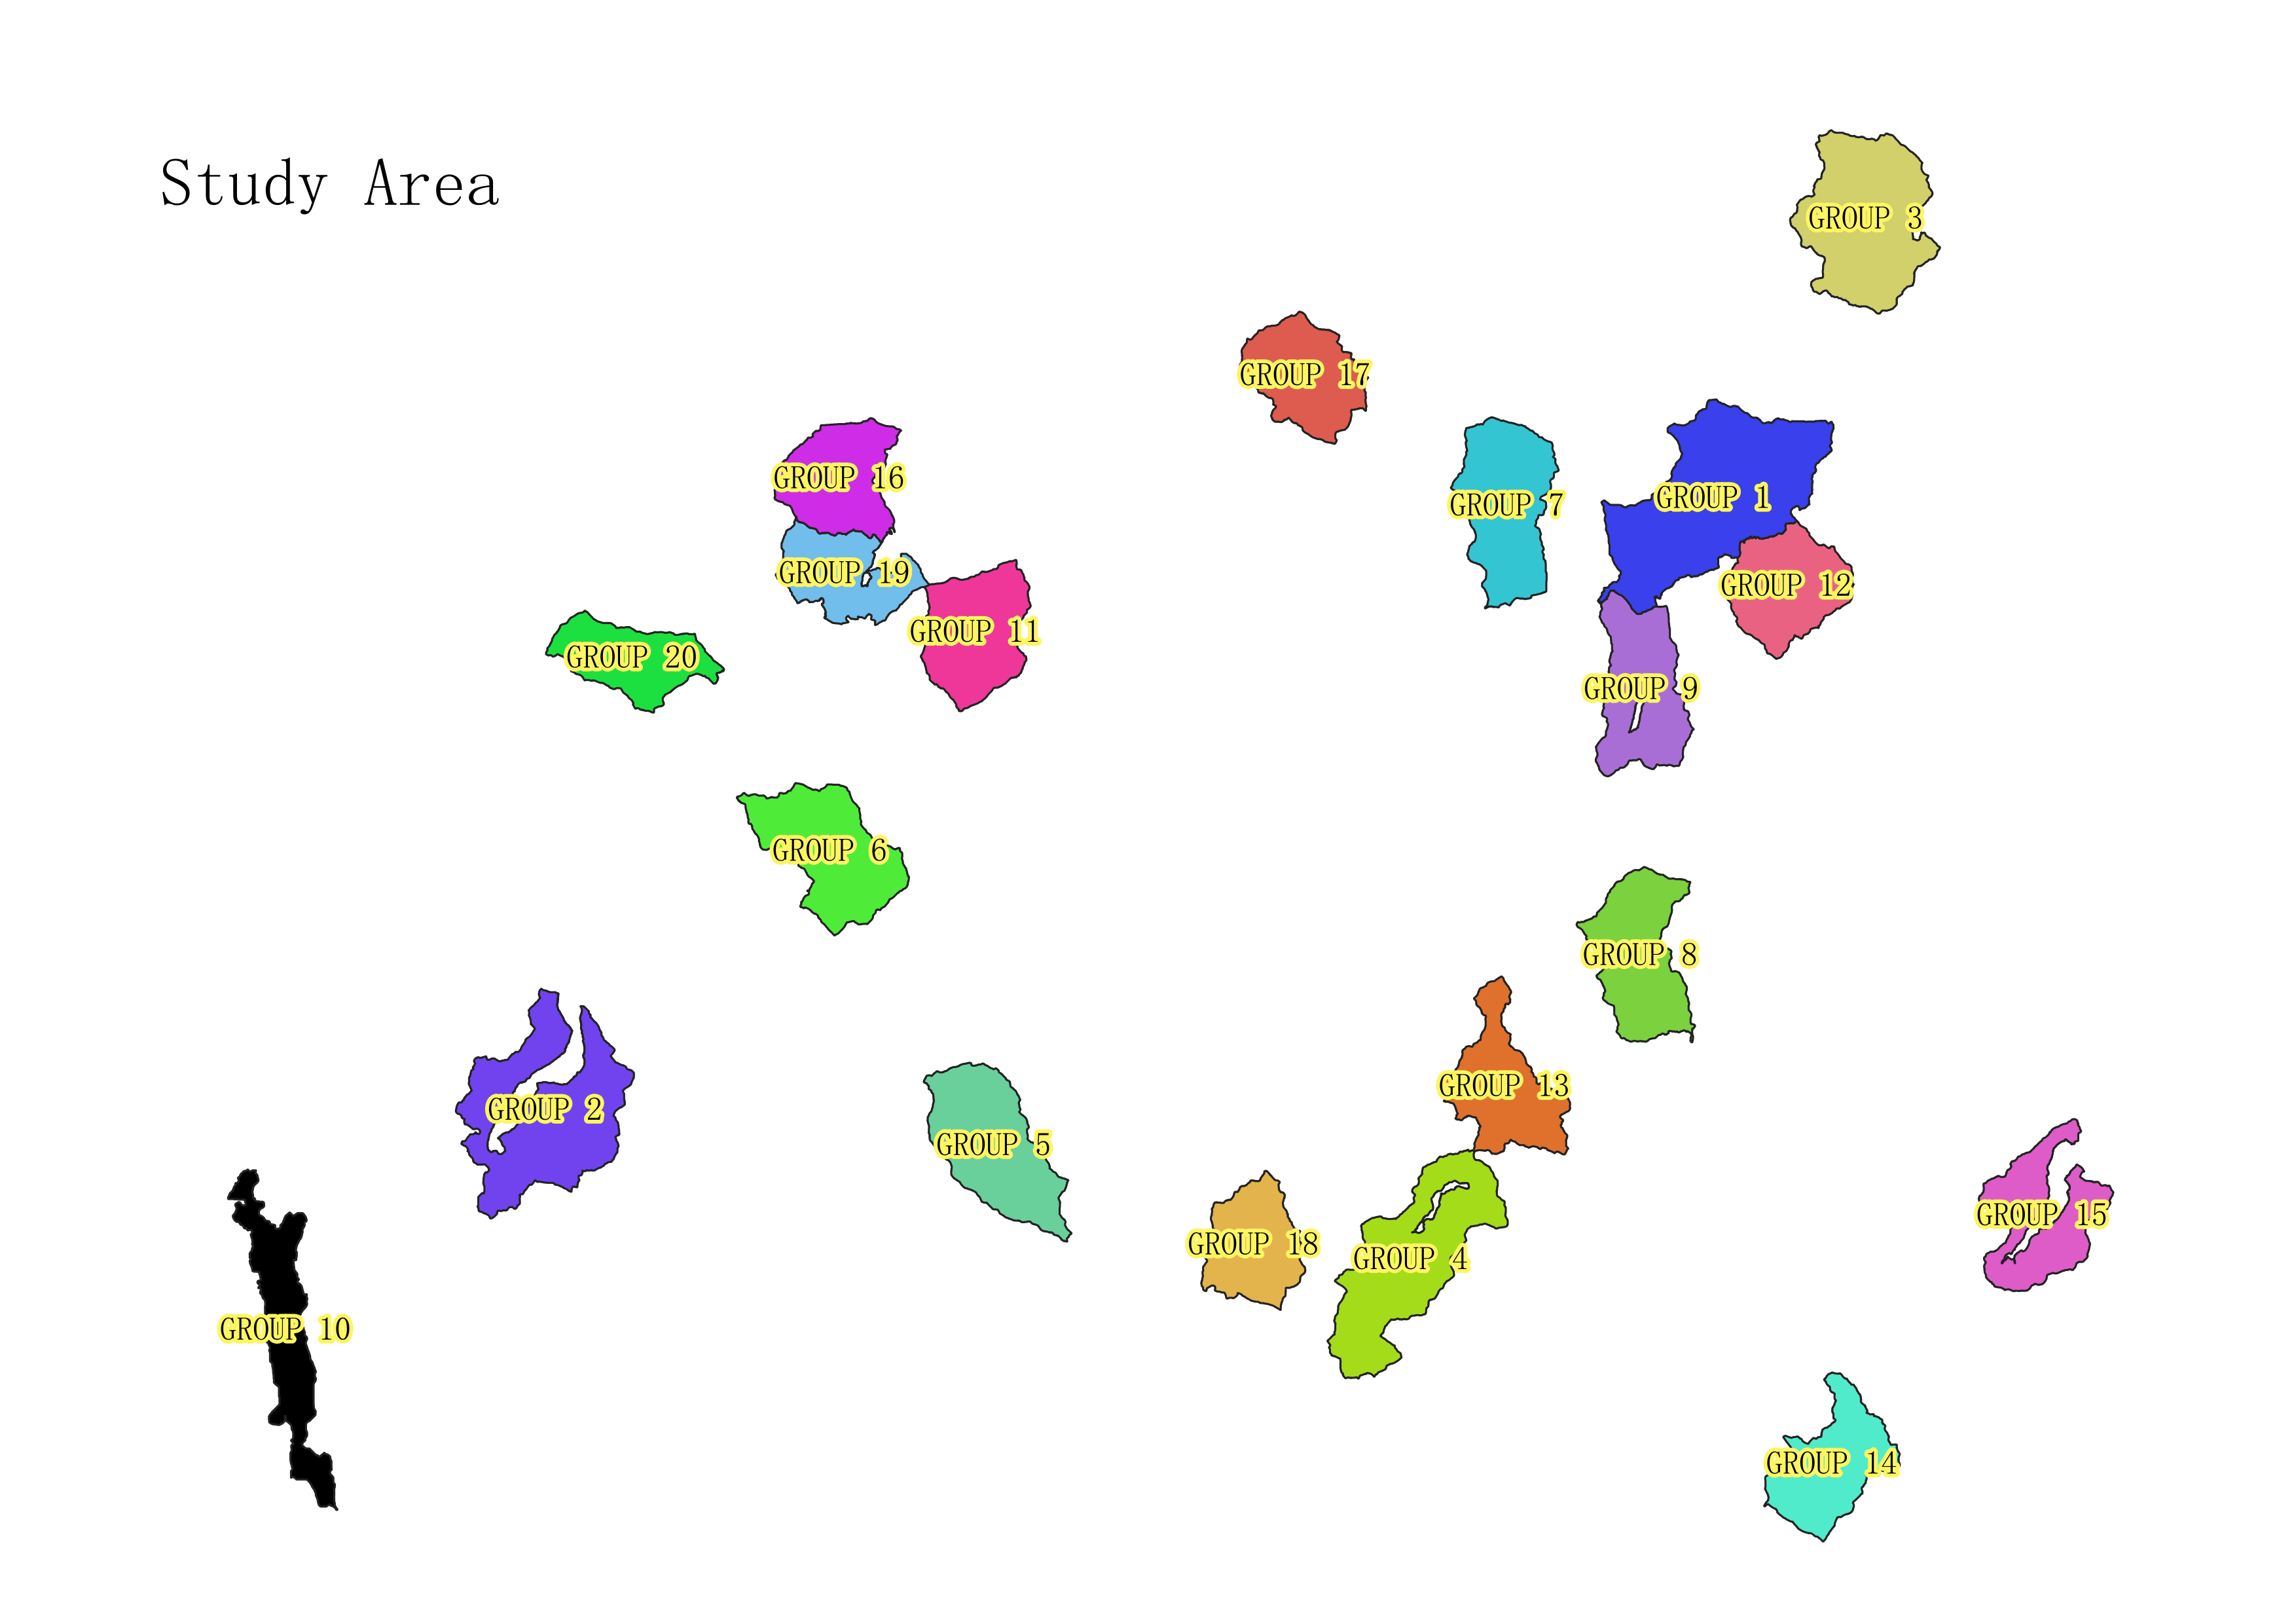 Study Area
GROUP 3
GROUP 17
GROUP 16
GROUP 1
GROUP 7
GROUP 19
GROUP 12
GROUP 11
GROUP 20
GROUP 9
GROUP 6
GROUP 8
GROUP 13
GROUP 2
GROUP 5
GROUP 15
GROUP 18
GROUP 4
GROUP 10
GROUP 14